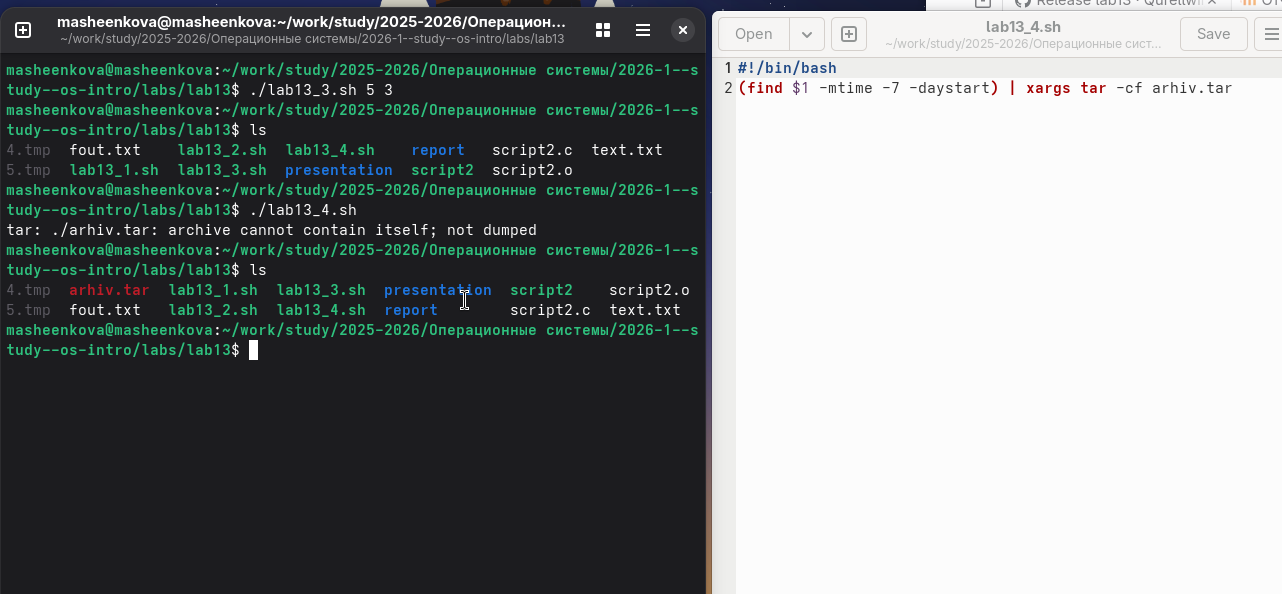 masheenkova@masheenkova:~/work/study/2025-2026/Операцион...
~/work/study/2025-2026/Операционные системы/2026-1--study--os-intro/labs/lab13
masheenkova@masheenkova:~/work/study/2025-2026/Операционные системы/2026-1--s
tudy--os-intro/labs/lab13$ ./lab13_3.sh 5 3
masheenkova@masheenkova:~/work/study/2025-2026/Операционные системы/2026-1--s
tudy--os-intro/labs/lab13$ ls
4.tmp fout.txt lab13_2.sh lab13_4.sh report script2.c text.txt
5.tmp lab13_1.sh lab13_3.sh presentation script2 script2.o
masheenkova@masheenkova:~/work/study/2025-2026/Операционные системы/2026-1--s
tudy--os-intro/labs/lab13$ ./lab13_4.sh
tar: ./arhiv.tar: archive cannot contain itself; not dumped
masheenkova@masheenkova:~/work/study/2025-2026/Операционные системы/2026-1--s
tudy--os-intro/labs/lab13$ ls
4.tmp arhiv.tar lab13_1.sh lab13_3.sh presentation script2 script2.o
5.tmp fout.txt lab13_2.sh lab13_4.sh report script2.c text.txt
masheenkova@masheenkova:~/work/study/2025-2026/Операционные системы/2026-1--s
tudy--os-intro/labs/lab13$
Release lab13
Open
lab13_4.sh
~/work/study/2025-2026/Операционные сист...
Save
1 #!/bin/bash
2 (find $1 -mtime -7 -daystart) | xargs tar -cf arhiv.tar